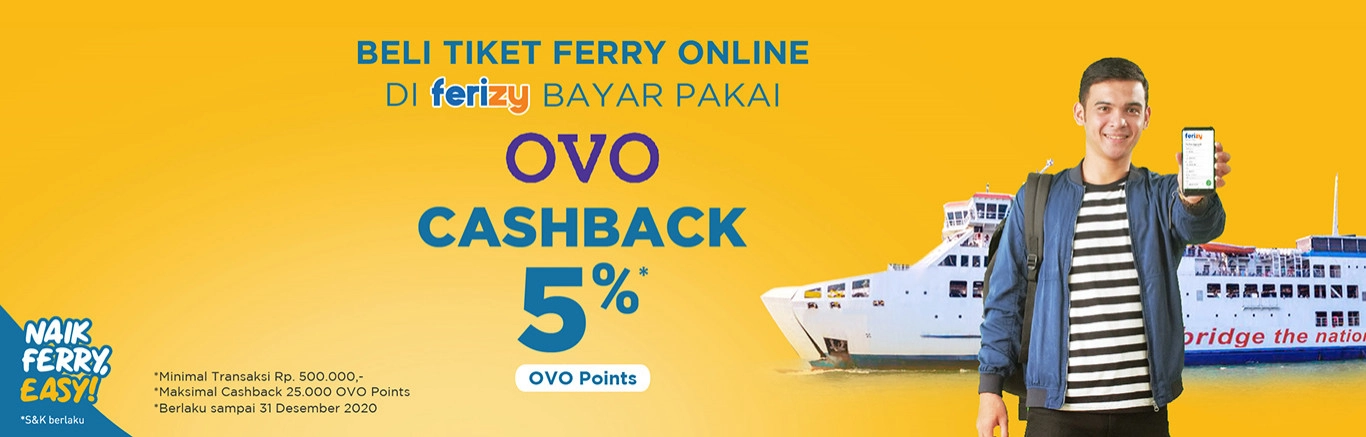 BELI TIKET FERRY ONLINE
DI ferizy BAYAR PAKAI
OVO
CASHBACK
5%*
OVO Points
NAIK
FERRY,
EASY!
*S&K berlaku
*Minimal Transaksi Rp. 500.000,-
*Maksimal Cashback 25.000 OVO Points
*Berlaku sampai 31 Desember 2020
ferizy
bridge the nation